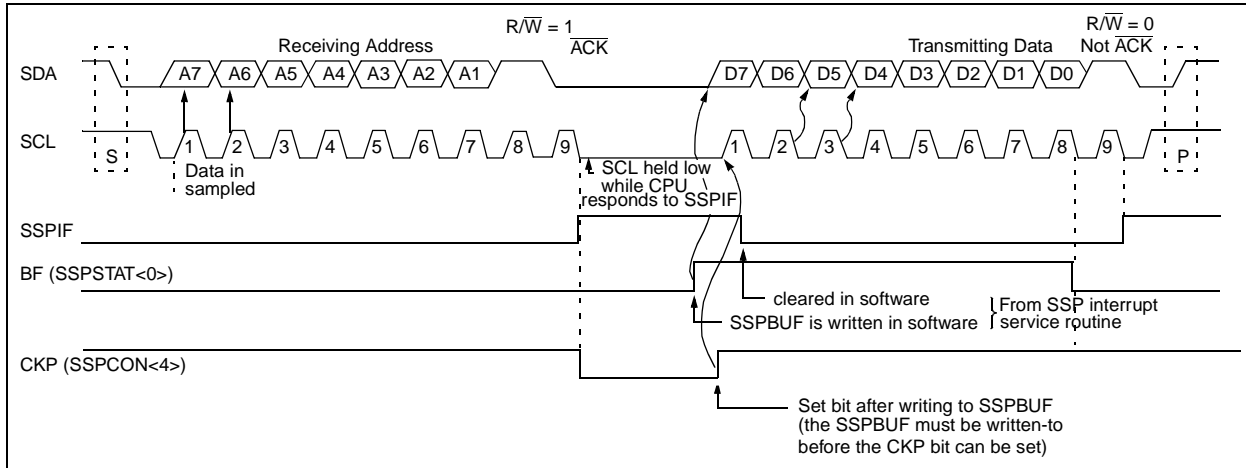 R/W = 1
ACK
R/W = 0
Not ACK
Receiving Address
Transmitting Data
SDA
A7 A6 A5 A4 A3 A2 A1
D7 D6 D5 D4 D3 D2 D1 D0
SCL
S
1 2 3 4 5 6 7 8 9
1 2 3 4 5 6 7 8 9
P
Data in
sampled
SCL held low
while CPU
responds to SSPIF
SSPIF
BF (SSPSTAT<0>)
cleared in software
SSPBUF is written in software
From SSP interrupt
service routine
CKP (SSPCON<4>)
Set bit after writing to SSPBUF
(the SSPBUF must be written-to
before the CKP bit can be set)